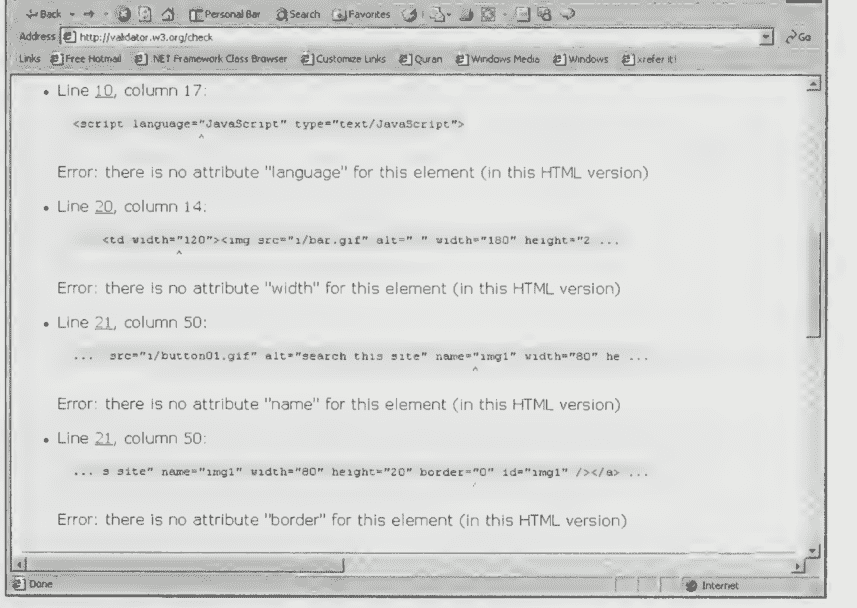 Back Personal Bar Search Favorites
Address http://validator.w3.org/check Go
Links Free Hotmail .NET Framework Class Browser Customize Links Quran Windows Media Windows xrefer it!
• Line 10, column 17:
<script language="JavaScript" type="text/JavaScript">
^
Error: there is no attribute "language" for this element (in this HTML version)
• Line 20, column 14:
<td width="120"><img src="i/bar.gif" alt=" " width="180" height="2 ...
^
Error: there is no attribute "width" for this element (in this HTML version)
• Line 21, column 50:
... src="i/button01.gif" alt="search this site" name="img1" width="80" he ...
^
Error: there is no attribute "name" for this element (in this HTML version)
• Line 21, column 50:
... s site" name="img1" width="80" height="20" border="0" id="img1" /></a> ...
^
Error: there is no attribute "border" for this element (in this HTML version)
Done Internet